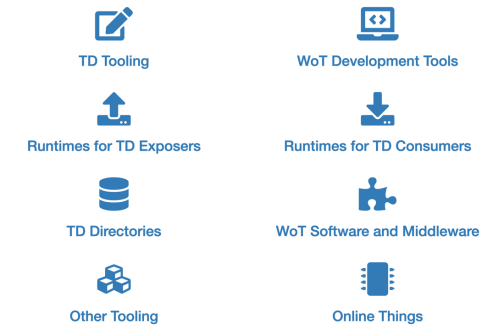 TD Tooling
WoT Development Tools
Runtimes for TD Exposers
Runtimes for TD Consumers
TD Directories
WoT Software and Middleware
Other Tooling
Online Things